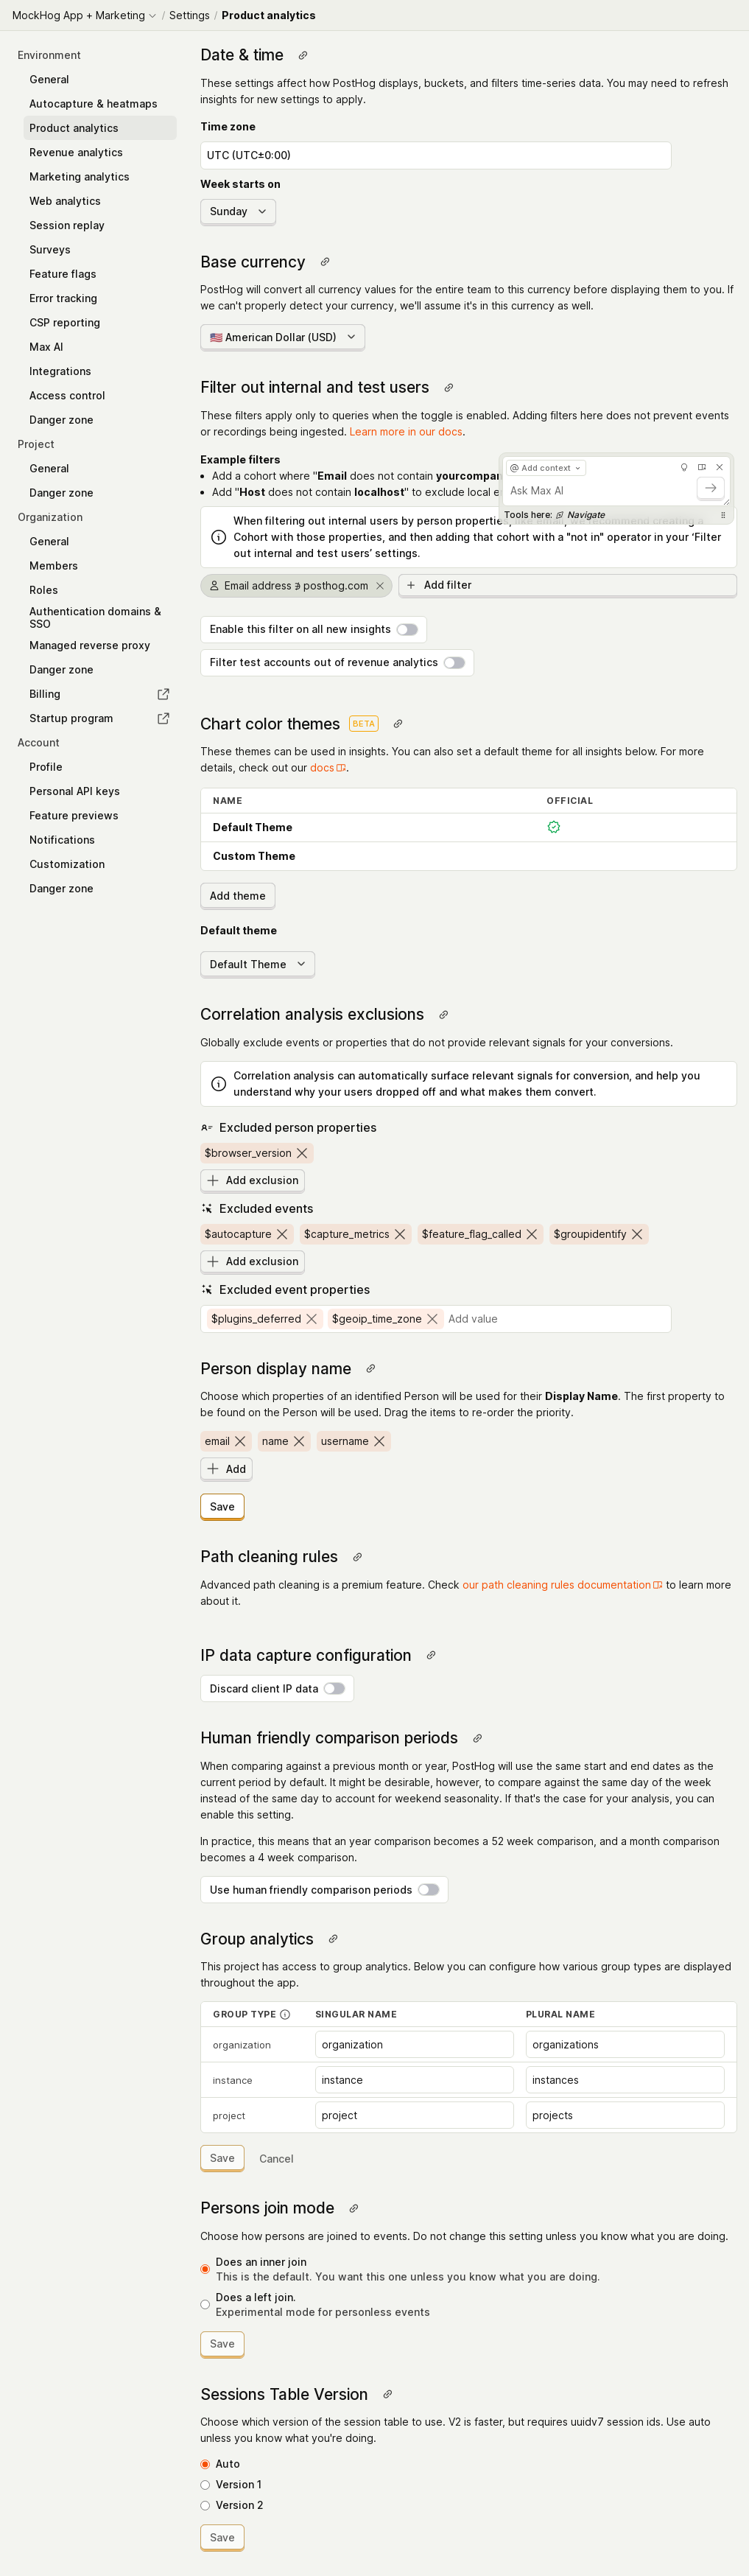 MockHog App + Marketing / Settings / Product analytics
Environment
General
Autocapture & heatmaps
Product analytics
Revenue analytics
Marketing analytics
Web analytics
Session replay
Surveys
Feature flags
Error tracking
CSP reporting
Max AI
Integrations
Access control
Danger zone
Project
General
Danger zone
Organization
General
Members
Roles
Authentication domains &
SSO
Managed reverse proxy
Danger zone
Billing
Startup program
Account
Profile
Personal API keys
Feature previews
Notifications
Customization
Danger zone
Date & time
These settings affect how PostHog displays, buckets, and filters time-series data. You may need to refresh
insights for new settings to apply.
Time zone
UTC (UTC±0:00)
Week starts on
Sunday
Base currency
PostHog will convert all currency values for the entire team to this currency before displaying them to you. If
we can't properly detect your currency, we'll assume it's in this currency as well.
🇺🇸 American Dollar (USD)
Filter out internal and test users
These filters apply only to queries when the toggle is enabled. Adding filters here does not prevent events
or recordings being ingested. Learn more in our docs.
Example filters
Add a cohort where "Email does not contain yourcompan
Add "Host does not contain localhost" to exclude local e
@ Add context
Ask Max AI
Tools here: Navigate
When filtering out internal users by person properties, like email, we recommend creating a
Cohort with those properties, and then adding that cohort with a "not in" operator in your ‘Filter
out internal and test users’ settings.
Email address ∌ posthog.com
Add filter
Enable this filter on all new insights
Filter test accounts out of revenue analytics
Chart color themes BETA
These themes can be used in insights. You can also set a default theme for all insights below. For more
details, check out our docs.
NAME OFFICIAL
Default Theme
Custom Theme
Add theme
Default theme
Default Theme
Correlation analysis exclusions
Globally exclude events or properties that do not provide relevant signals for your conversions.
Correlation analysis can automatically surface relevant signals for conversion, and help you
understand why your users dropped off and what makes them convert.
Excluded person properties
$browser_version
Add exclusion
Excluded events
$autocapture $capture_metrics $feature_flag_called $groupidentify
Add exclusion
Excluded event properties
$plugins_deferred $geoip_time_zone Add value
Person display name
Choose which properties of an identified Person will be used for their Display Name. The first property to
be found on the Person will be used. Drag the items to re-order the priority.
email name username
Add
Save
Path cleaning rules
Advanced path cleaning is a premium feature. Check our path cleaning rules documentation to learn more
about it.
IP data capture configuration
Discard client IP data
Human friendly comparison periods
When comparing against a previous month or year, PostHog will use the same start and end dates as the
current period by default. It might be desirable, however, to compare against the same day of the week
instead of the same day to account for weekend seasonality. If that's the case for your analysis, you can
enable this setting.
In practice, this means that an year comparison becomes a 52 week comparison, and a month comparison
becomes a 4 week comparison.
Use human friendly comparison periods
Group analytics
This project has access to group analytics. Below you can configure how various group types are displayed
throughout the app.
GROUP TYPE SINGULAR NAME PLURAL NAME
organization organization organizations
instance instance instances
project project projects
Save Cancel
Persons join mode
Choose how persons are joined to events. Do not change this setting unless you know what you are doing.
Does an inner join
This is the default. You want this one unless you know what you are doing.
Does a left join.
Experimental mode for personless events
Save
Sessions Table Version
Choose which version of the session table to use. V2 is faster, but requires uuidv7 session ids. Use auto
unless you know what you're doing.
Auto
Version 1
Version 2
Save